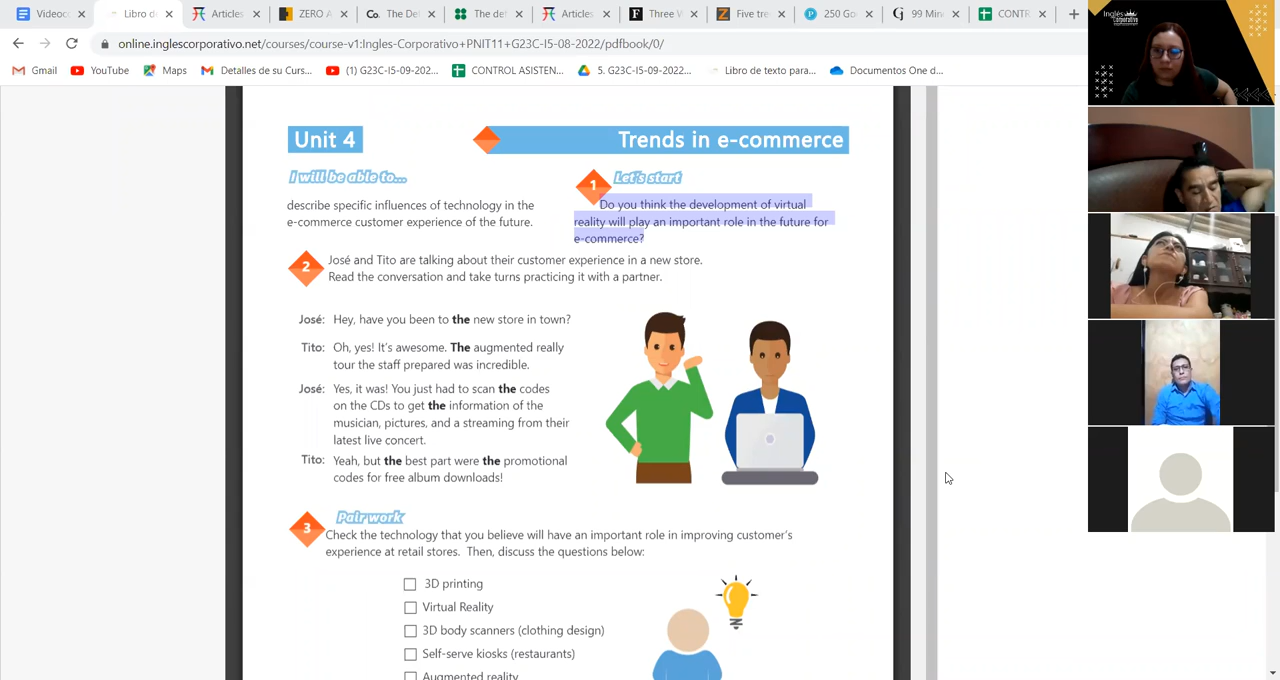 Videoc
Libro de
Articles
ZERO A
Co. The De
The def
Articles
Three W
Five tre
250 Go
99 Min
CONTR
online.inglescorporativo.net/courses/course-v1:Ingles-Corporativo+PNIT11+G23C-I5-08-2022/pdfbook/0/
Gmail
YouTube
Maps
Detalles de su Curs...
(1) G23C-I5-09-202...
CONTROL ASISTEN...
5. G23C-I5-09-2022...
Libro de texto para...
Documentos One d...
Inglés
Corporativo
Unit 4
Trends in e-commerce
I will be able to...
describe specific influences of technology in the
e-commerce customer experience of the future.
1
Let's start
Do you think the development of virtual
reality will play an important role in the future for
e-commerce?
2
José and Tito are talking about their customer experience in a new store.
Read the conversation and take turns practicing it with a partner.
José: Hey, have you been to the new store in town?
Tito: Oh, yes! It's awesome. The augmented really
tour the staff prepared was incredible.
José: Yes, it was! You just had to scan the codes
on the CDs to get the information of the
musician, pictures, and a streaming from their
latest live concert.
Tito: Yeah, but the best part were the promotional
codes for free album downloads!
3
Pair work
Check the technology that you believe will have an important role in improving customer's
experience at retail stores. Then, discuss the questions below:
3D printing
Virtual Reality
3D body scanners (clothing design)
Self-serve kiosks (restaurants)
Augmented reality